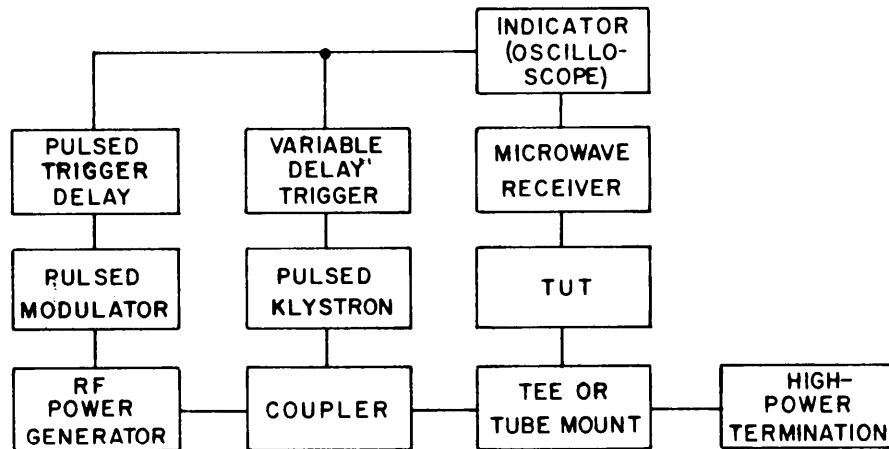 INDICATOR
(OSCILLO-
SCOPE)
PULSED
TRIGGER
DELAY
VARIABLE
DELAY
TRIGGER
MICROWAVE
RECEIVER
PULSED
MODULATOR
PULSED
KLYSTRON
TUT
RF
POWER
GENERATOR
COUPLER
TEE OR
TUBE MOUNT
HIGH-
POWER
TERMINATION